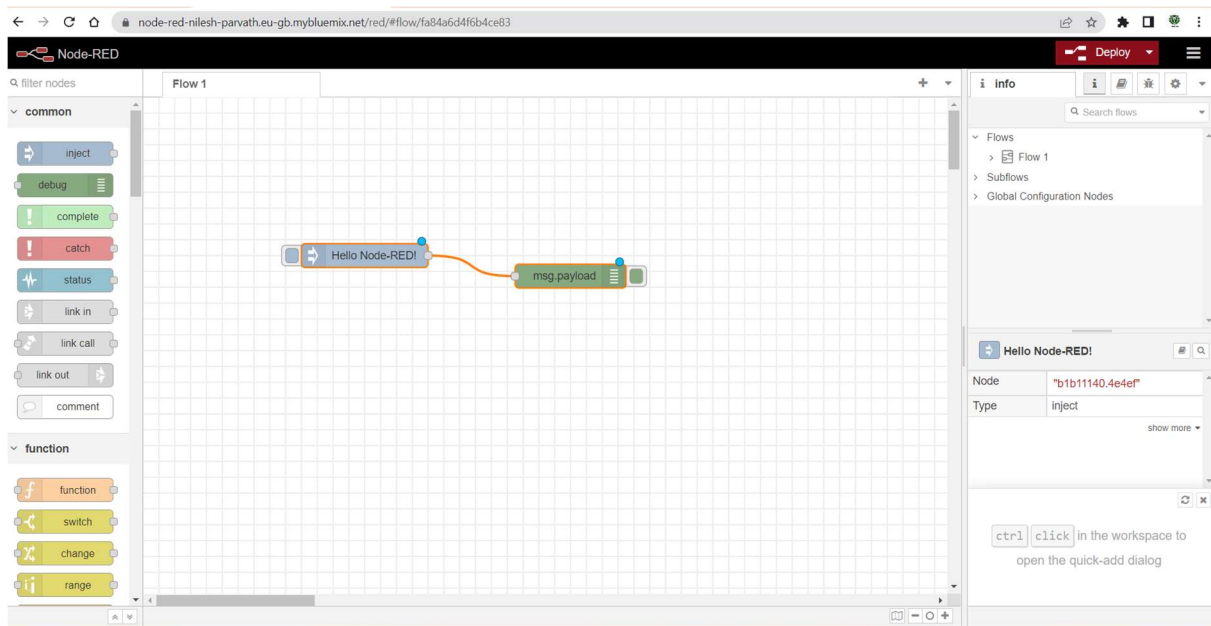 node-red-nilesh-parvath.eu-gb.mybluemix.net/red/#flow/fa84a6d4f6b4ce83
Node-RED
Deploy
filter nodes
common
inject
debug
complete
catch
status
link in
link call
link out
comment
function
function
switch
change
range
Flow 1
Hello Node-RED!
msg.payload
i info
Search flows
Flows
Flow 1
Subflows
Global Configuration Nodes
Hello Node-RED!
Node "b1b11140.4e4ef"
Type inject
show more
ctrl click in the workspace to
open the quick-add dialog